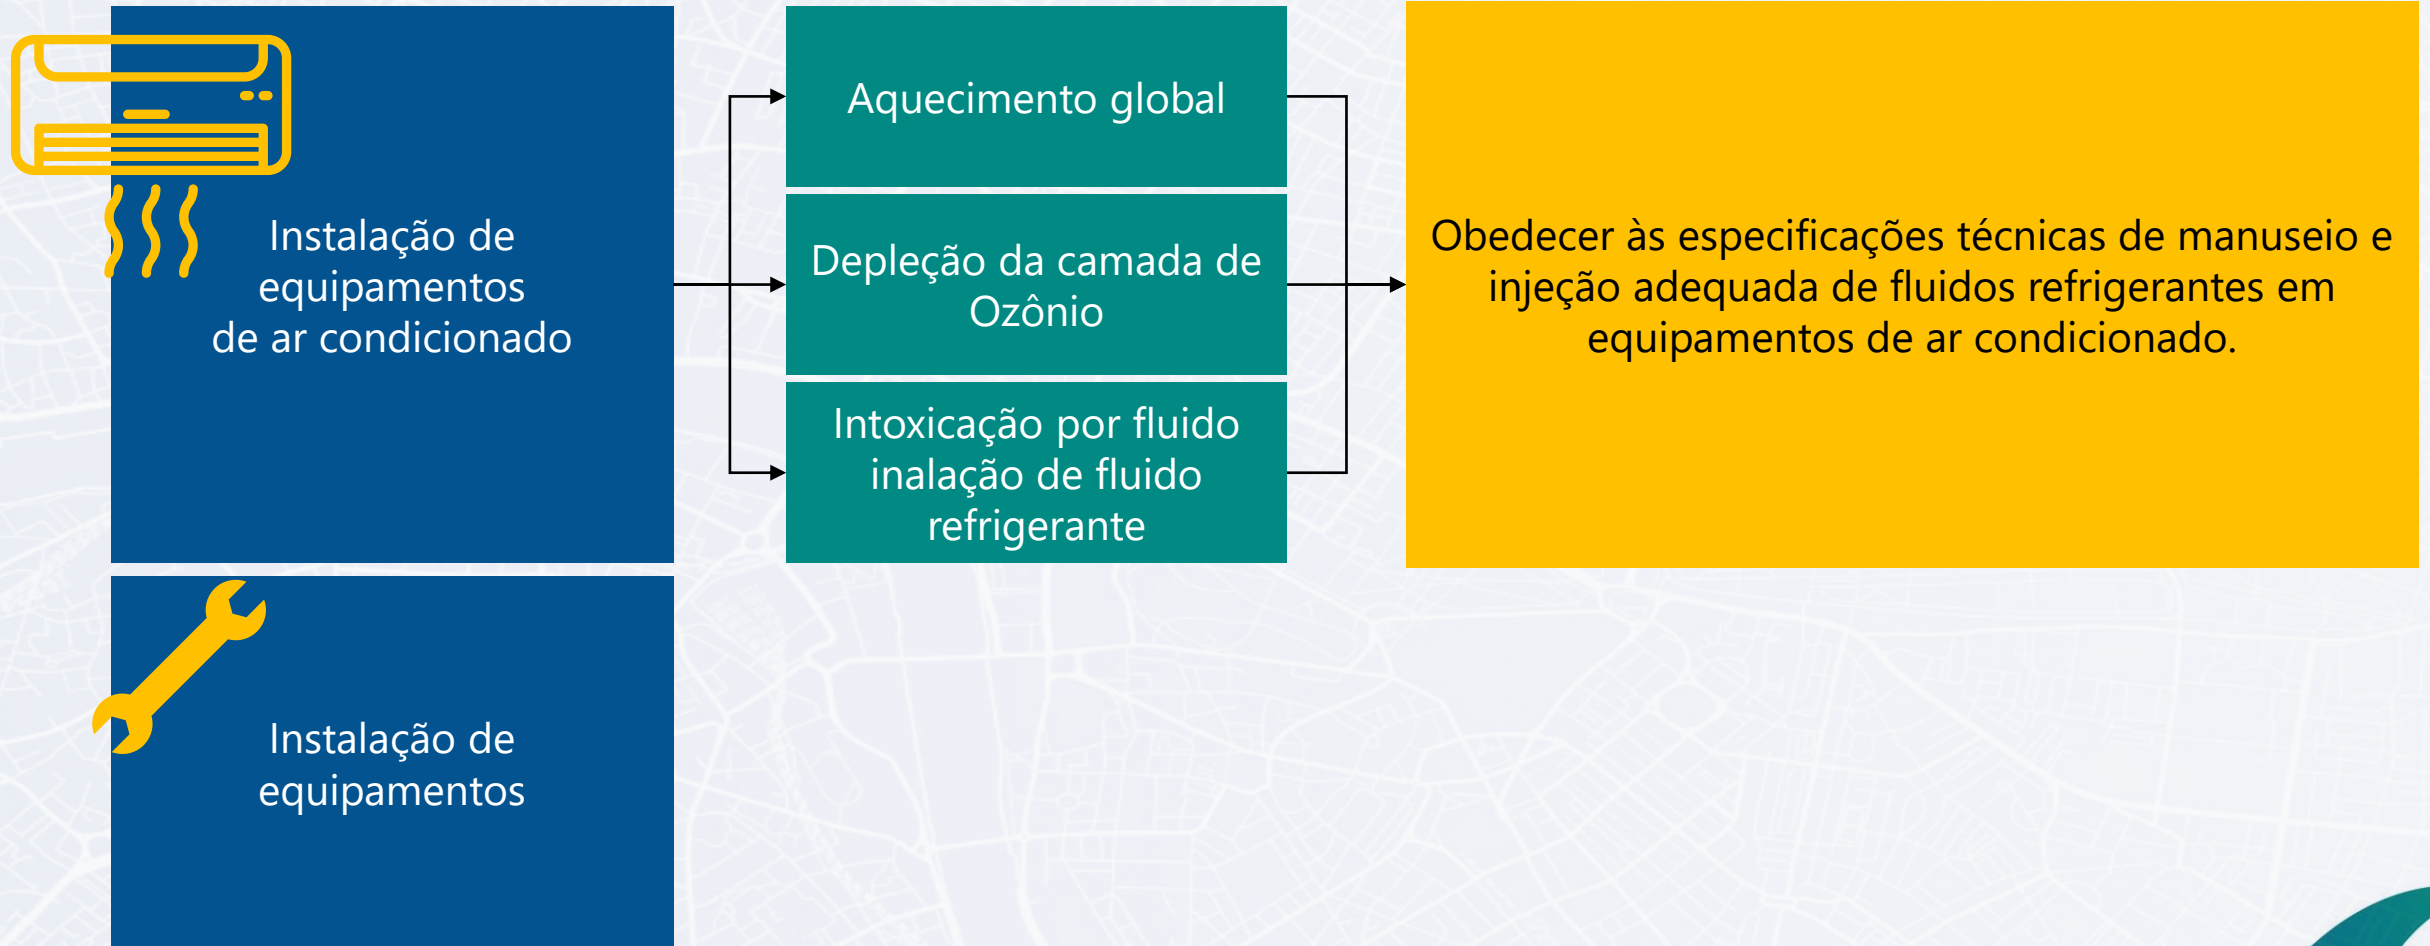 Instalação de
equipamentos
de ar condicionado
Aquecimento global
Depleção da camada de
Ozônio
Intoxicação por fluido
inalação de fluido
refrigerante
Obedecer às especificações técnicas de manuseio e
injeção adequada de fluidos refrigerantes em
equipamentos de ar condicionado.
Instalação de
equipamentos